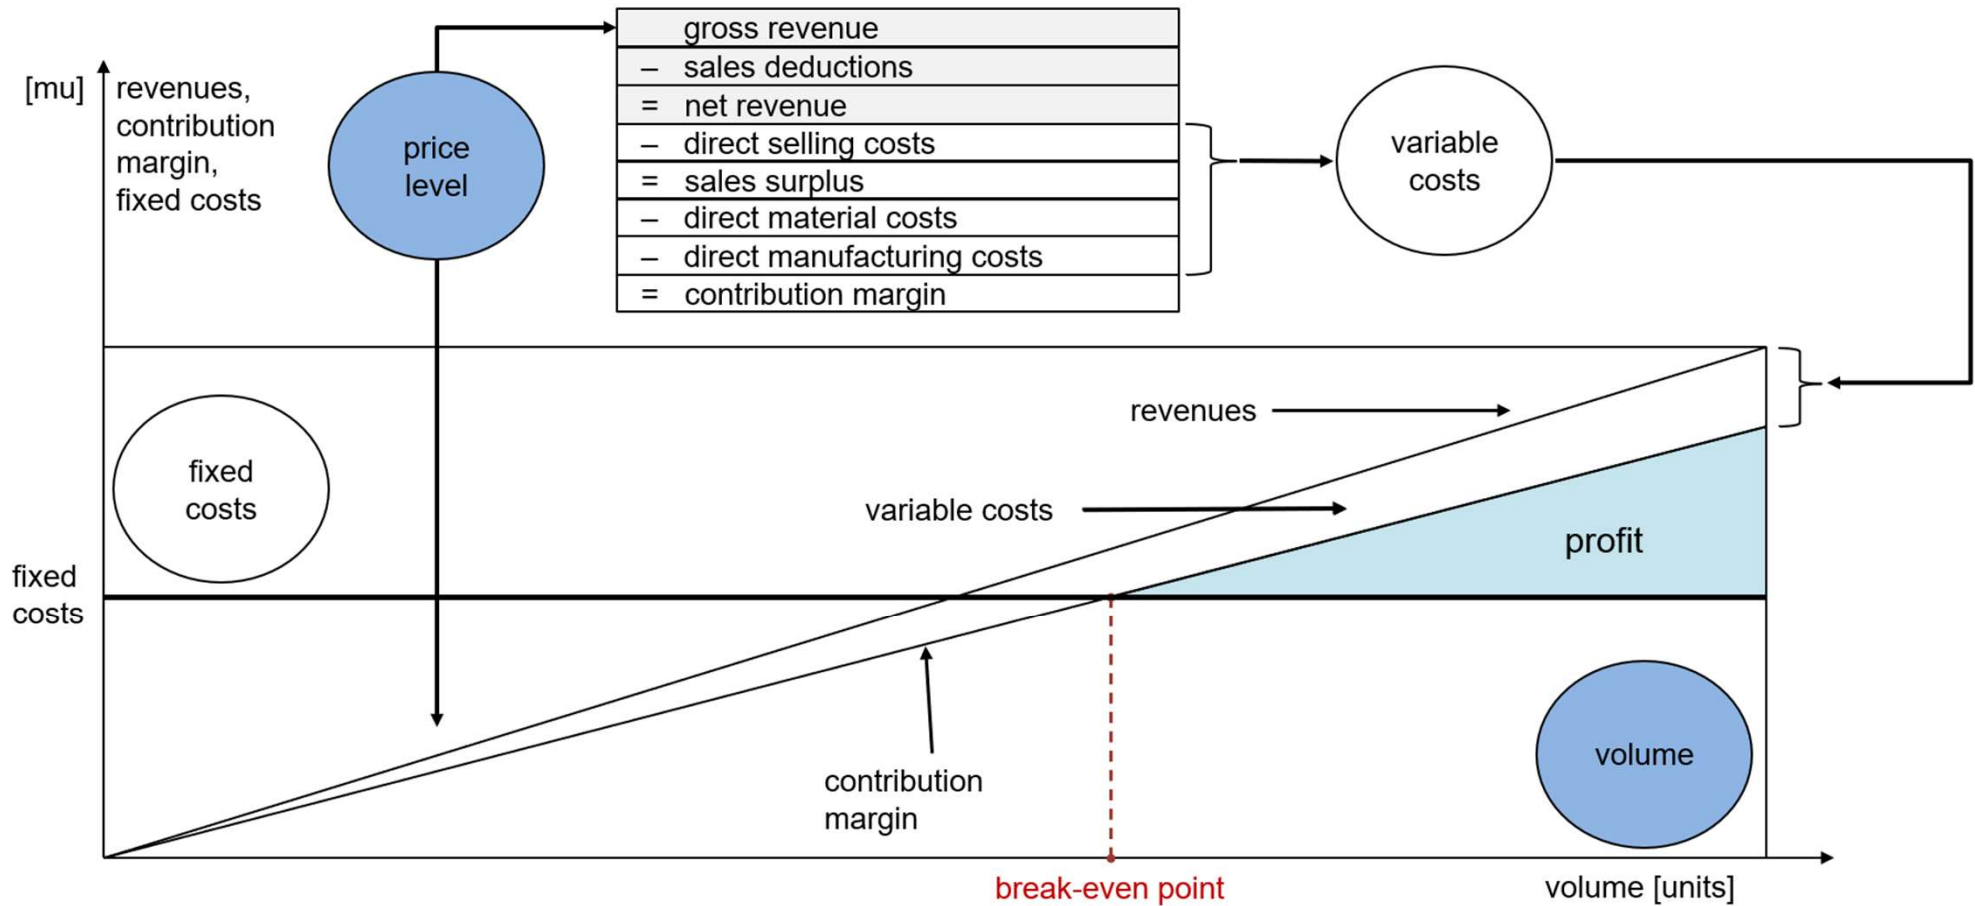 [mu]
revenues,
contribution
margin,
fixed costs
price
level
gross revenue
– sales deductions
= net revenue
– direct selling costs
= sales surplus
– direct material costs
– direct manufacturing costs
= contribution margin
variable
costs
fixed
costs
revenues
variable costs
profit
fixed
costs
contribution
margin
volume
break-even point
volume [units]